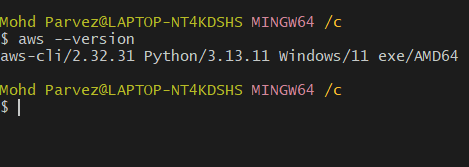 Mohd Parvez@LAPTOP-NT4KDSHS MINGW64 /c
$ aws --version
aws-cli/2.32.31 Python/3.13.11 Windows/11 exe/AMD64
Mohd Parvez@LAPTOP-NT4KDSHS MINGW64 /c
$